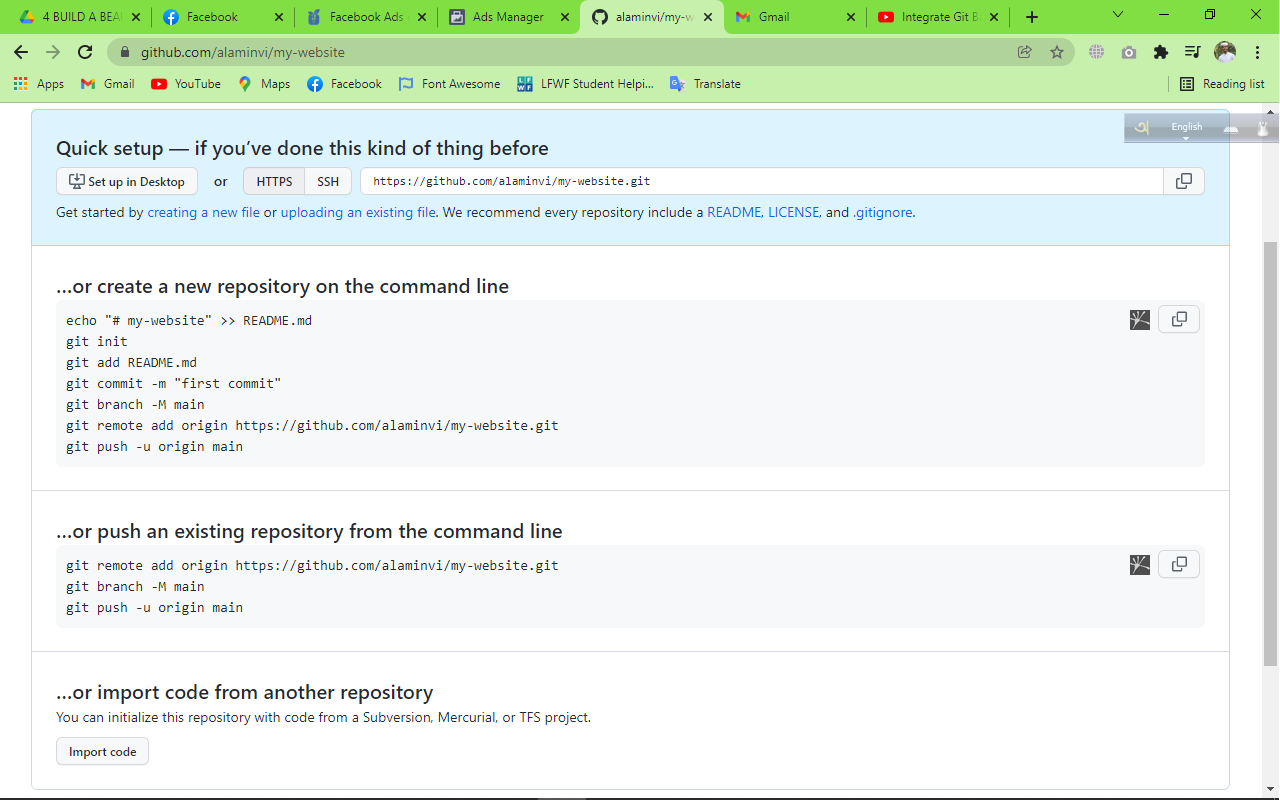 4 BUILD A BEA
Facebook
Facebook Ads
Ads Manager
alaminvi/my-w
Gmail
Integrate Git B
github.com/alaminvi/my-website
Apps
Gmail
YouTube
Maps
Facebook
Font Awesome
LFWF Student Helpi...
Translate
Reading list
অ
English
Quick setup — if you’ve done this kind of thing before
Set up in Desktop
or
HTTPS
SSH
https://github.com/alaminvi/my-website.git
Get started by creating a new file or uploading an existing file. We recommend every repository include a README, LICENSE, and .gitignore.
…or create a new repository on the command line
echo "# my-website" >> README.md
git init
git add README.md
git commit -m "first commit"
git branch -M main
git remote add origin https://github.com/alaminvi/my-website.git
git push -u origin main
…or push an existing repository from the command line
git remote add origin https://github.com/alaminvi/my-website.git
git branch -M main
git push -u origin main
…or import code from another repository
You can initialize this repository with code from a Subversion, Mercurial, or TFS project.
Import code